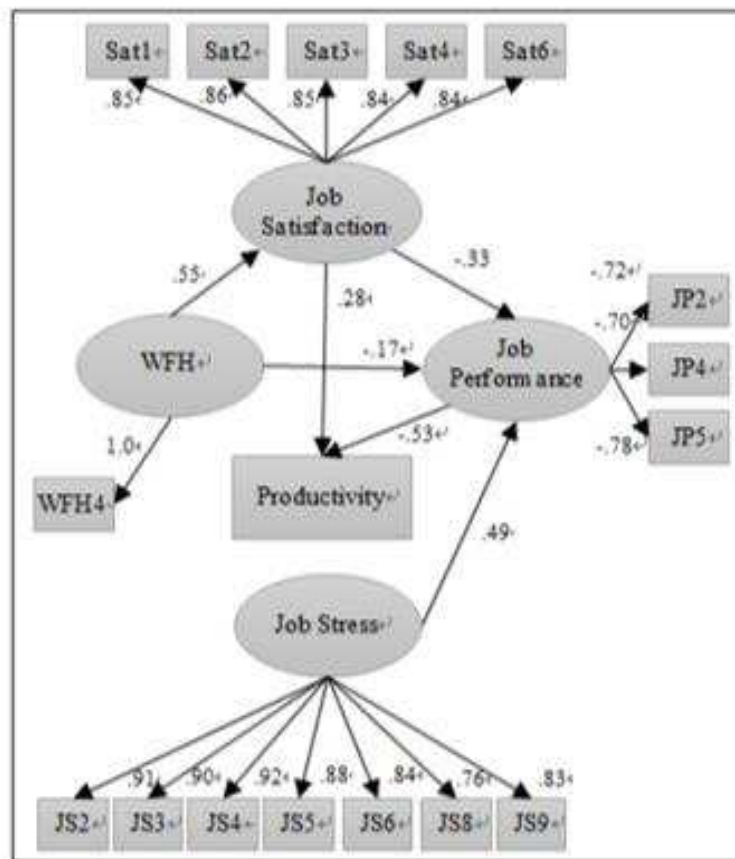 Sat1 Sat2 Sat3 Sat4 Sat6
.85 .86 .85 .84 .84
Job
Satisfaction
.55 .28 -.33
-.72 JP2
-.70
WFH -.17 Job
Performance JP4
1.0 -.53 -.78 JP5
WFH4 Productivity
.49
Job Stress
.91 .90 .92 .88 .84 .76 .83
JS2 JS3 JS4 JS5 JS6 JS8 JS9